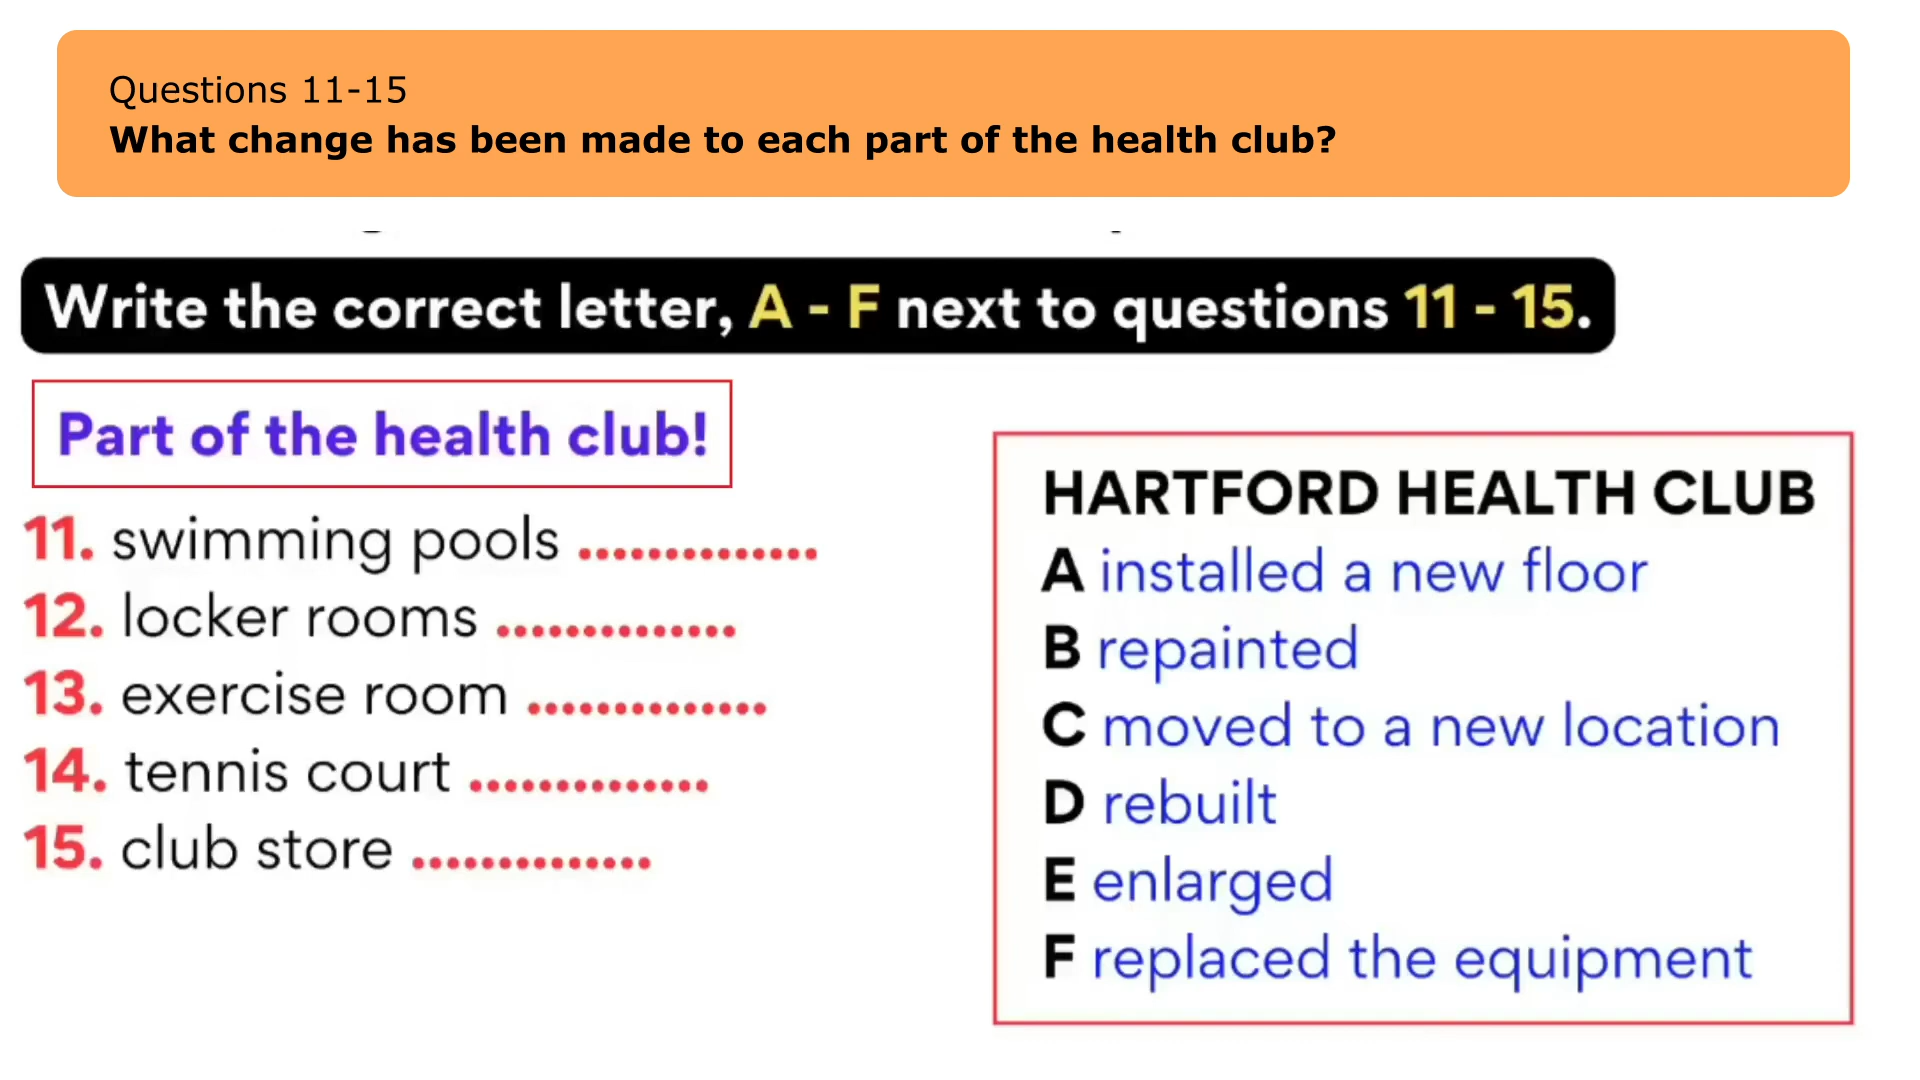 Questions 11-15
What change has been made to each part of the health club?
Write the correct letter, A - F next to questions 11 - 15.
Part of the health club!
11. swimming pools ..............
12. locker rooms ..............
13. exercise room ..............
14. tennis court ..............
15. club store ..............
HARTFORD HEALTH CLUB
A installed a new floor
B repainted
C moved to a new location
D rebuilt
E enlarged
F replaced the equipment